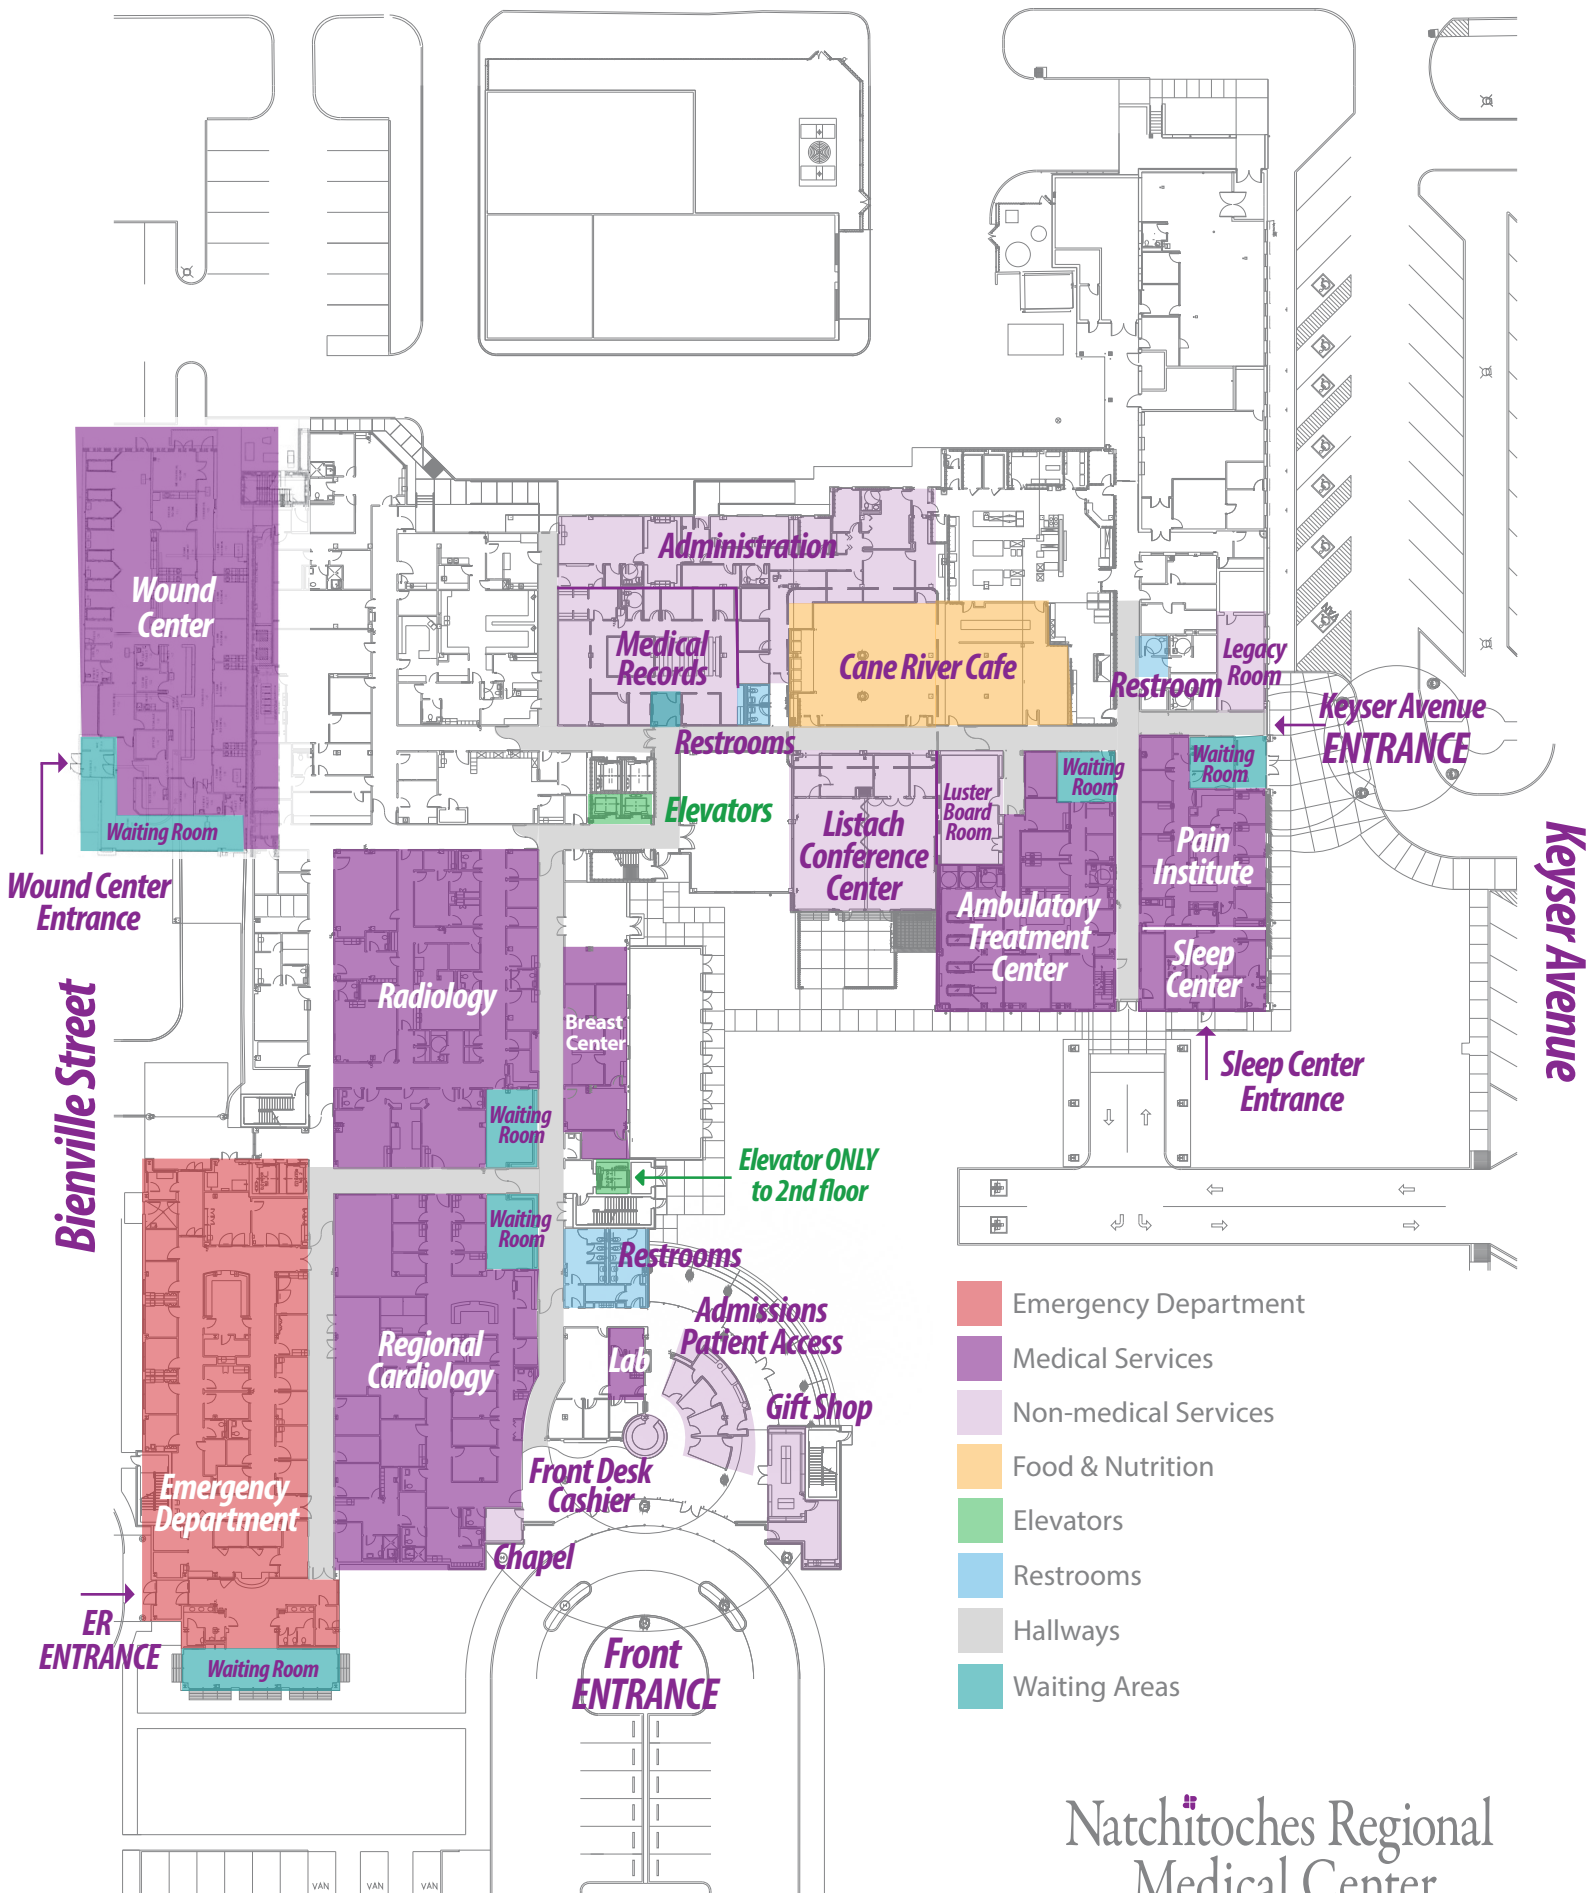 Administration
Wound
Center
Medical
Records
Cane River Cafe
Legacy
Room
Restroom
Keyser Avenue
ENTRANCE
Restrooms
Waiting
Room
Waiting
Room
Elevators
Luster
Board
Room
Listach
Conference
Center
Waiting Room
Pain
Institute
Wound Center
Entrance
Ambulatory
Treatment
Center
Sleep
Center
Keyser Avenue
Radiology
Breast
Center
Bienville Street
Sleep Center
Entrance
Waiting
Room
Elevator ONLY
to 2nd floor
Waiting
Room
Restrooms
Admissions
Patient Access
Regional
Cardiology
Lab
Gift Shop
Front Desk
Cashier
Emergency
Department
Chapel
ER
ENTRANCE
Waiting Room
Front
ENTRANCE
Emergency Department
Medical Services
Non-medical Services
Food & Nutrition
Elevators
Restrooms
Hallways
Waiting Areas
VAN
VAN
VAN
Natchitoches Regional
Medical Center